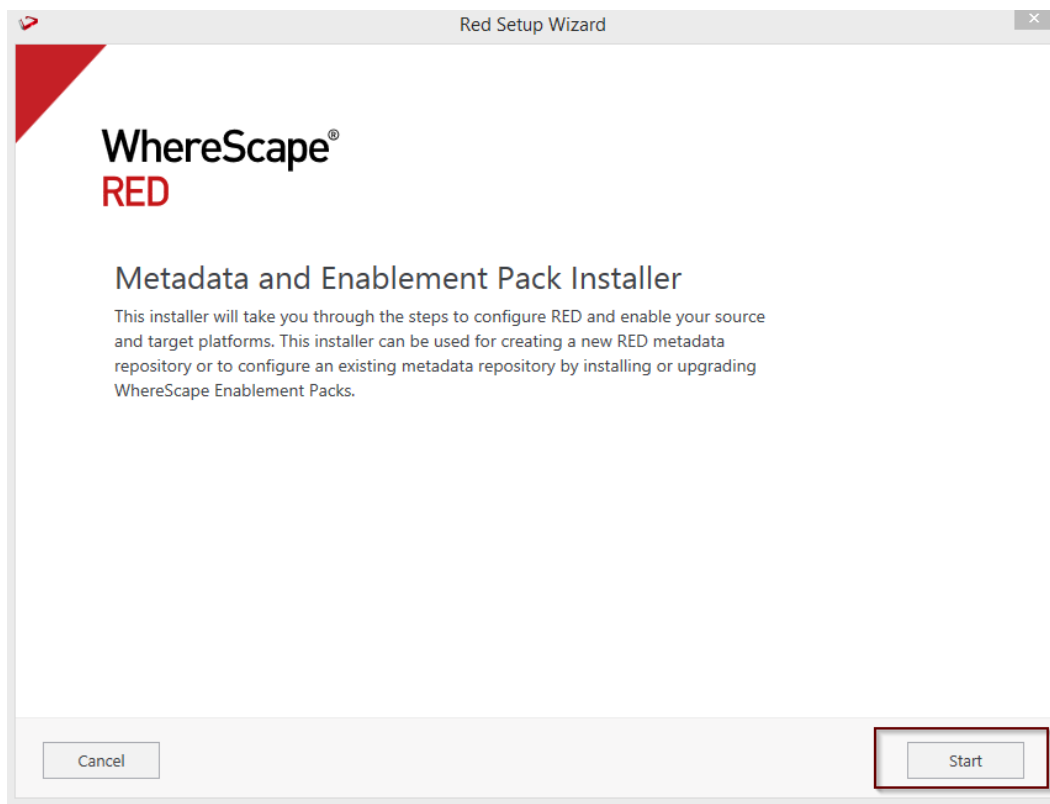 Red Setup Wizard
WhereScape®
RED
Metadata and Enablement Pack Installer
This installer will take you through the steps to configure RED and enable your source
and target platforms. This installer can be used for creating a new RED metadata
repository or to configure an existing metadata repository by installing or upgrading
WhereScape Enablement Packs.
Cancel
Start